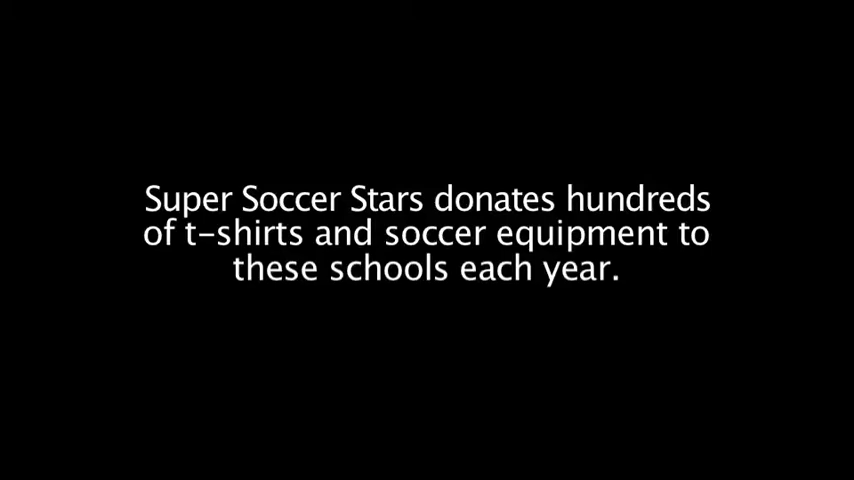 Super Soccer Stars donates hundreds
of t-shirts and soccer equipment to
these schools each year.